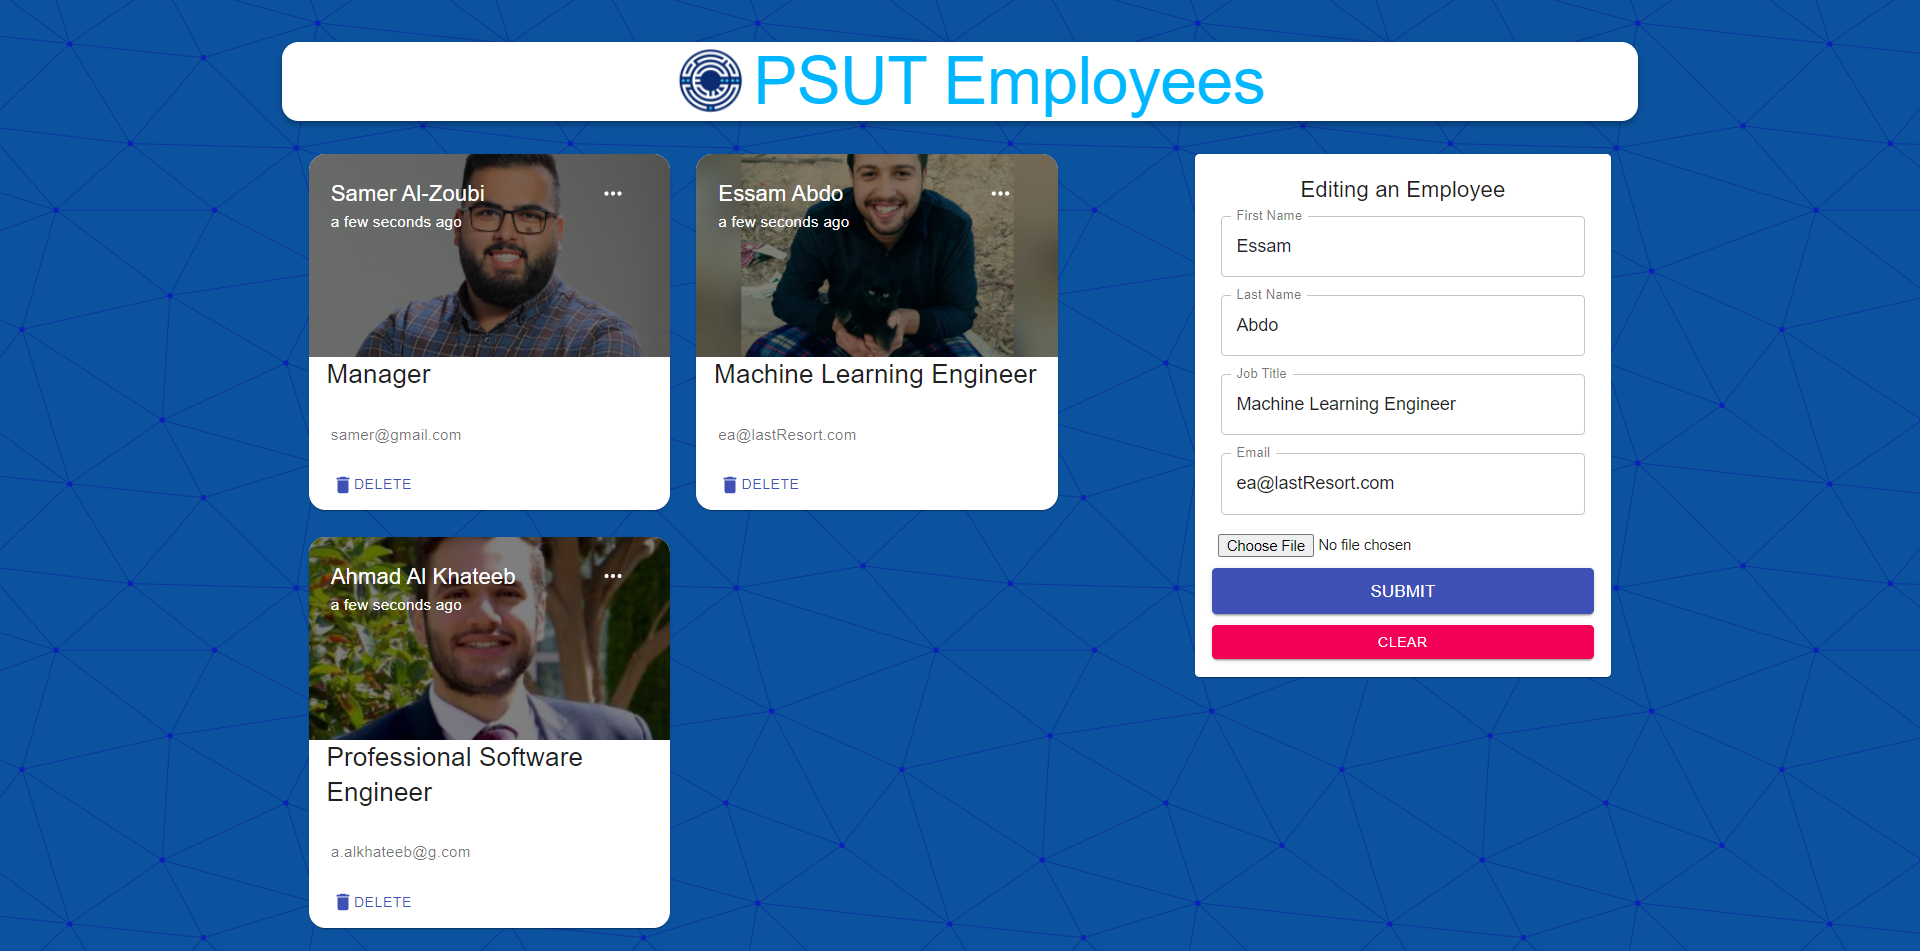 PSUT Employees
Samer Al-Zoubi
a few seconds ago
Manager
samer@gmail.com
DELETE
Essam Abdo
a few seconds ago
Machine Learning Engineer
ea@lastResort.com
DELETE
Ahmad Al Khateeb
a few seconds ago
Professional Software
Engineer
a.alkhateeb@g.com
DELETE
Editing an Employee
First Name
Essam
Last Name
Abdo
Job Title
Machine Learning Engineer
Email
ea@lastResort.com
Choose File No file chosen
SUBMIT
CLEAR